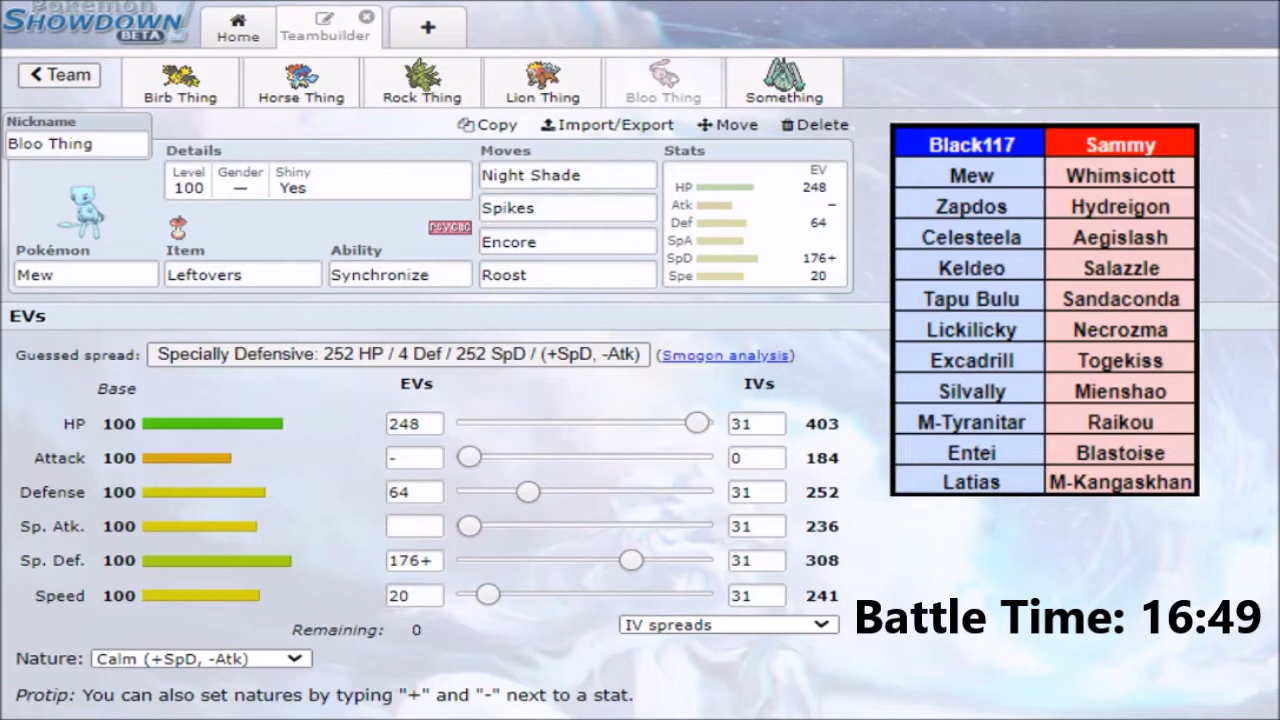 Pokémon
SHOWDOWN
BETA
Home
Teambuilder
+
Team
Birb Thing
Horse Thing
Rock Thing
Lion Thing
Bloo Thing
Something
Nickname
Bloo Thing
Copy
Import/Export
Move
Delete
Details
Level
100
Gender
—
Shiny
Yes
PSYCHIC
Pokémon
Mew
Item
Leftovers
Ability
Synchronize
Moves
Night Shade
Spikes
Encore
Roost
Stats
EV
HP 248
Atk –
Def 64
SpA
SpD 176+
Spe 20
EVs
Guessed spread: Specially Defensive: 252 HP / 4 Def / 252 SpD / (+SpD, -Atk) (Smogon analysis)
Base EVs IVs
HP 100 248 31 403
Attack 100 - 0 184
Defense 100 64 31 252
Sp. Atk. 100 31 236
Sp. Def. 100 176+ 31 308
Speed 100 20 31 241
Remaining: 0
IV spreads
Nature: Calm (+SpD, -Atk)
Protip: You can also set natures by typing "+" and "-" next to a stat.
Black117 Sammy
Mew Whimsicott
Zapdos Hydreigon
Celesteela Aegislash
Keldeo Salazzle
Tapu Bulu Sandaconda
Lickilicky Necrozma
Excadrill Togekiss
Silvally Mienshao
M-Tyranitar Raikou
Entei Blastoise
Latias M-Kangaskhan
Battle Time: 16:49